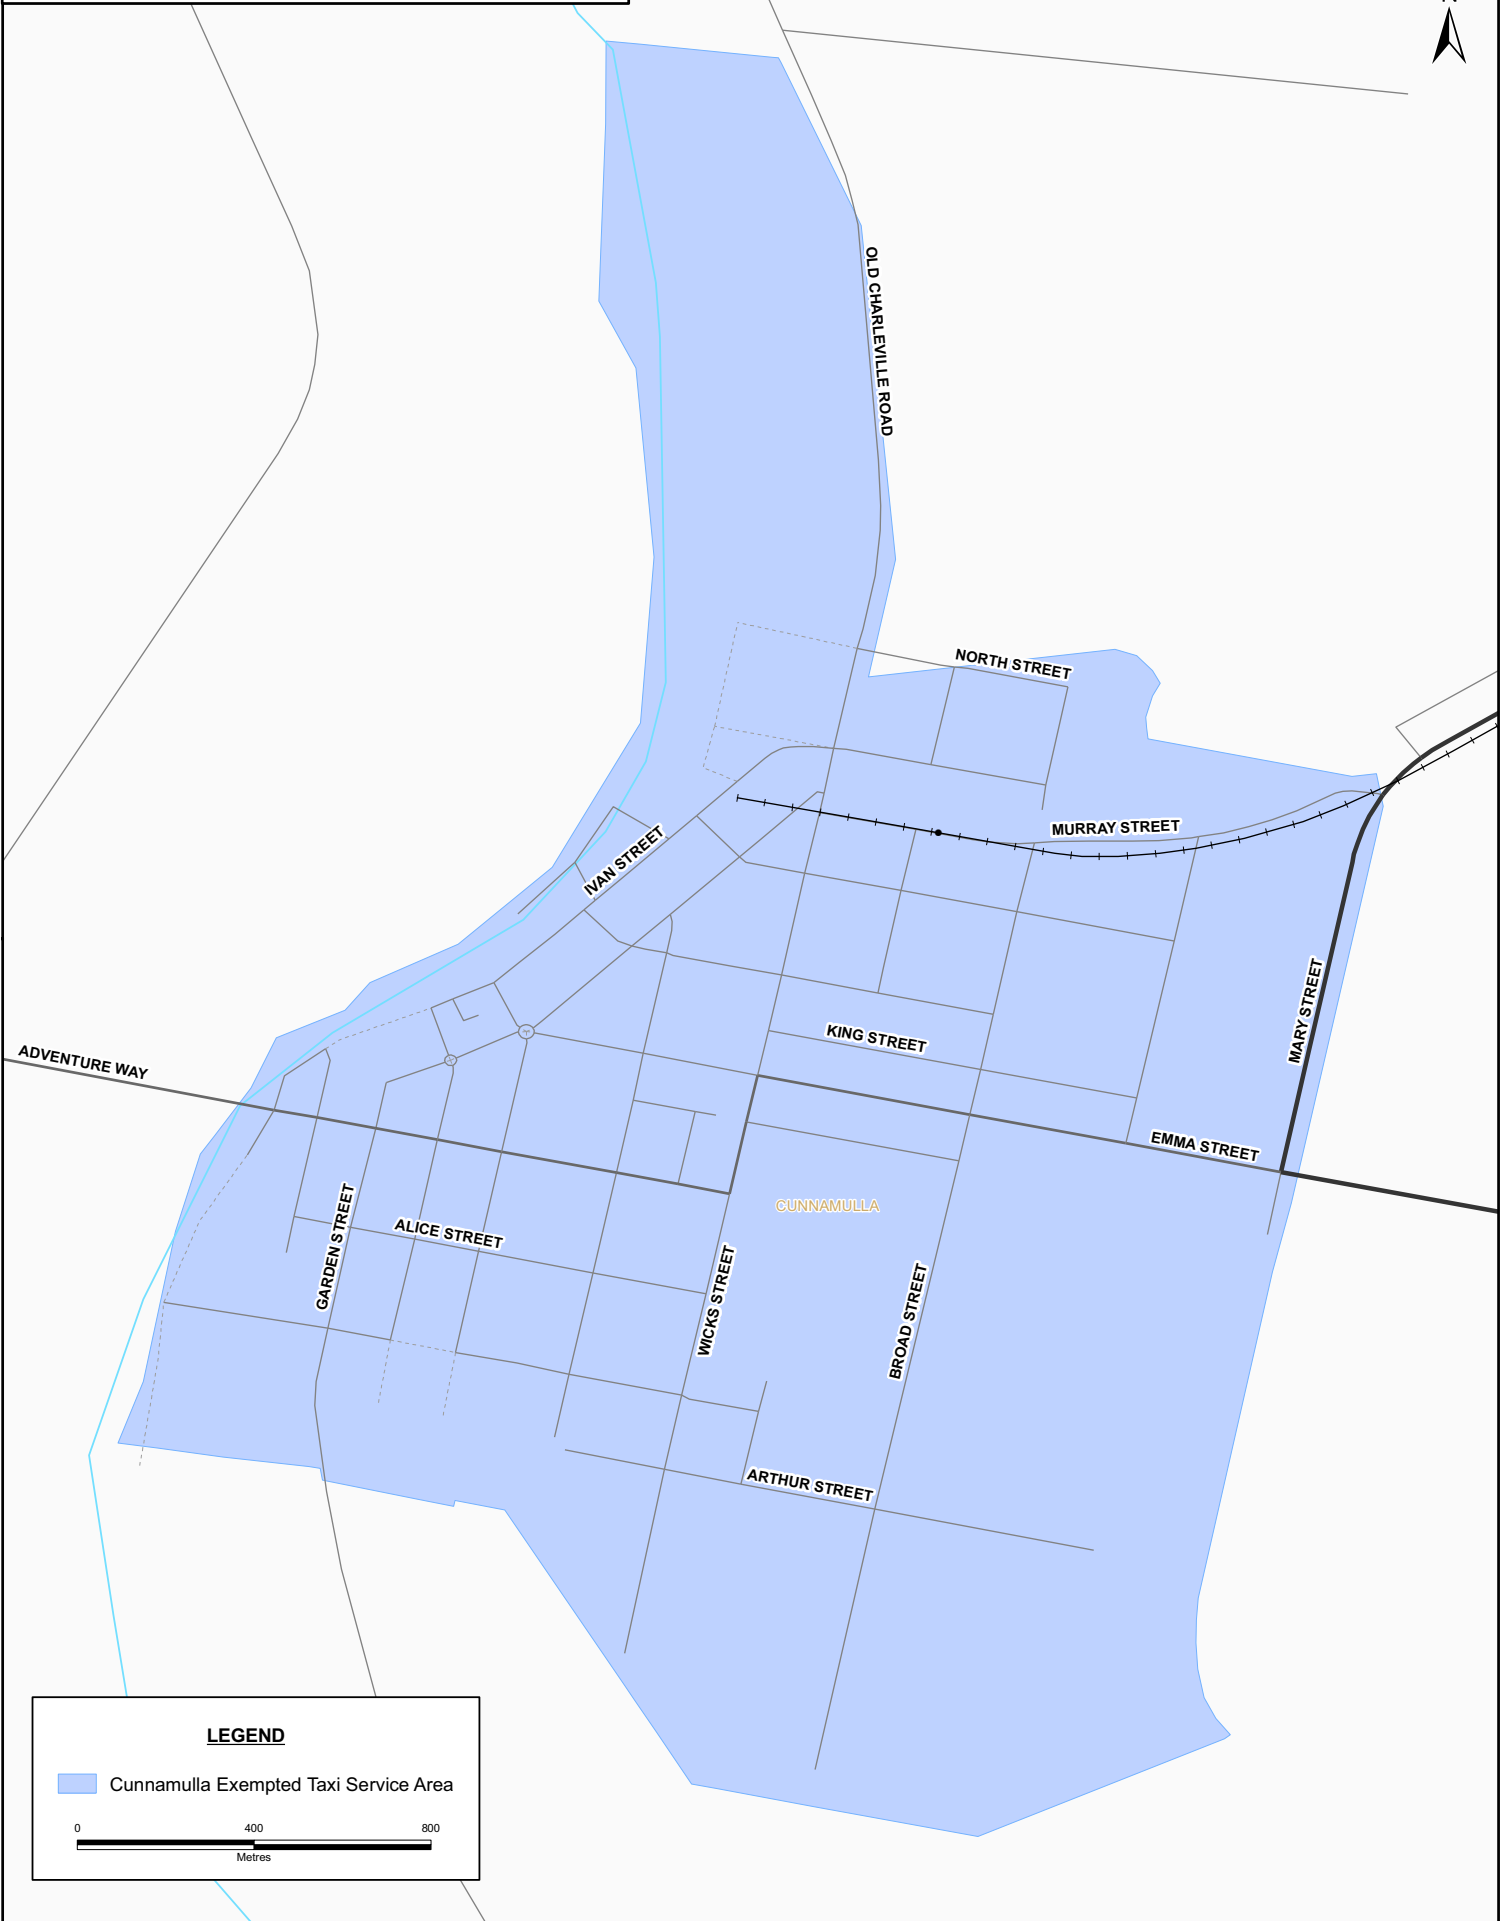 OLD CHARLEVILLE ROAD
NORTH STREET
MURRAY STREET
IVAN STREET
MARY STREET
KING STREET
ADVENTURE WAY
EMMA STREET
CUNNAMULLA
GARDEN STREET
ALICE STREET
WICKS STREET
BROAD STREET
ARTHUR STREET
LEGEND
Cunnamulla Exempted Taxi Service Area
0 400 800
Metres